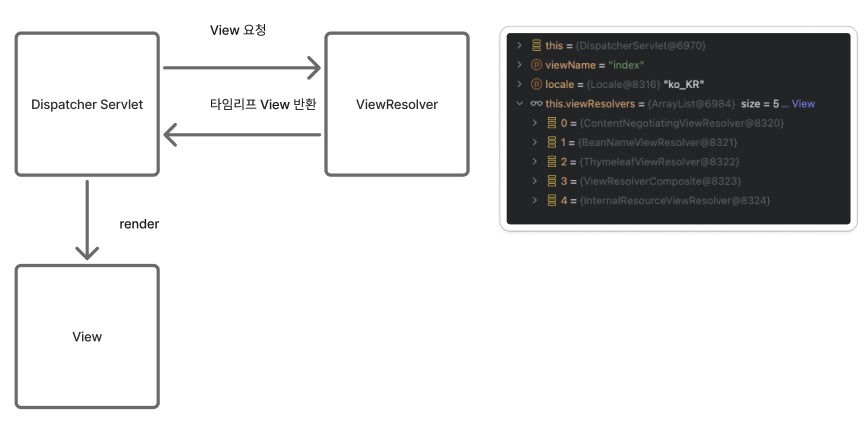 View 요청
Dispatcher Servlet
ViewResolver
타임리프 View 반환
render
View
this = {DispatcherServlet@6970}
viewName = "index"
locale = {Locale@8316} "ko_KR"
this.viewResolvers = {ArrayList@6984} size = 5 ... View
0 = {ContentNegotiatingViewResolver@8320}
1 = {BeanNameViewResolver@8321}
2 = {ThymeleafViewResolver@8322}
3 = {ViewResolverComposite@8323}
4 = {InternalResourceViewResolver@8324}